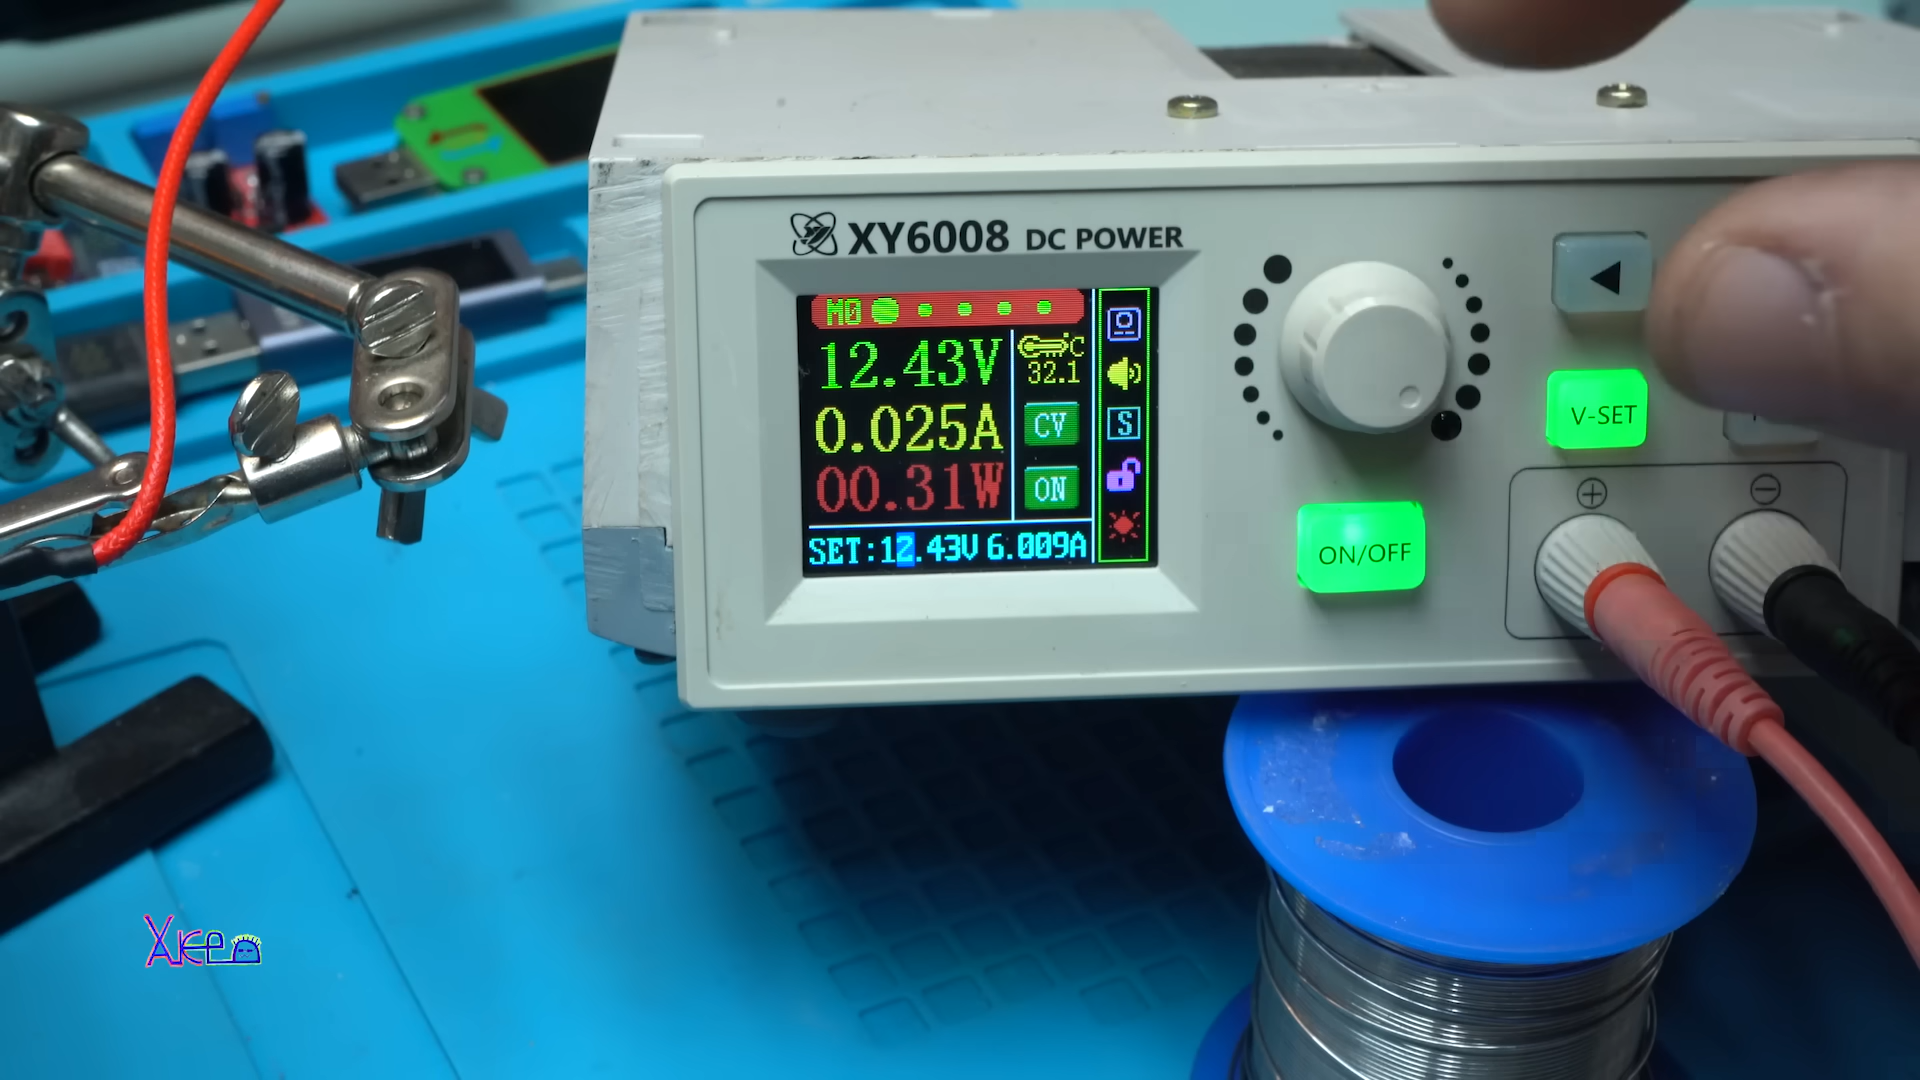 XY6008 DC POWER
M0
12.43V
C
32.1
0.025A
CV
00.31W
ON
S
SET:12.43V 6.009A
V-SET
ON/OFF
+
−